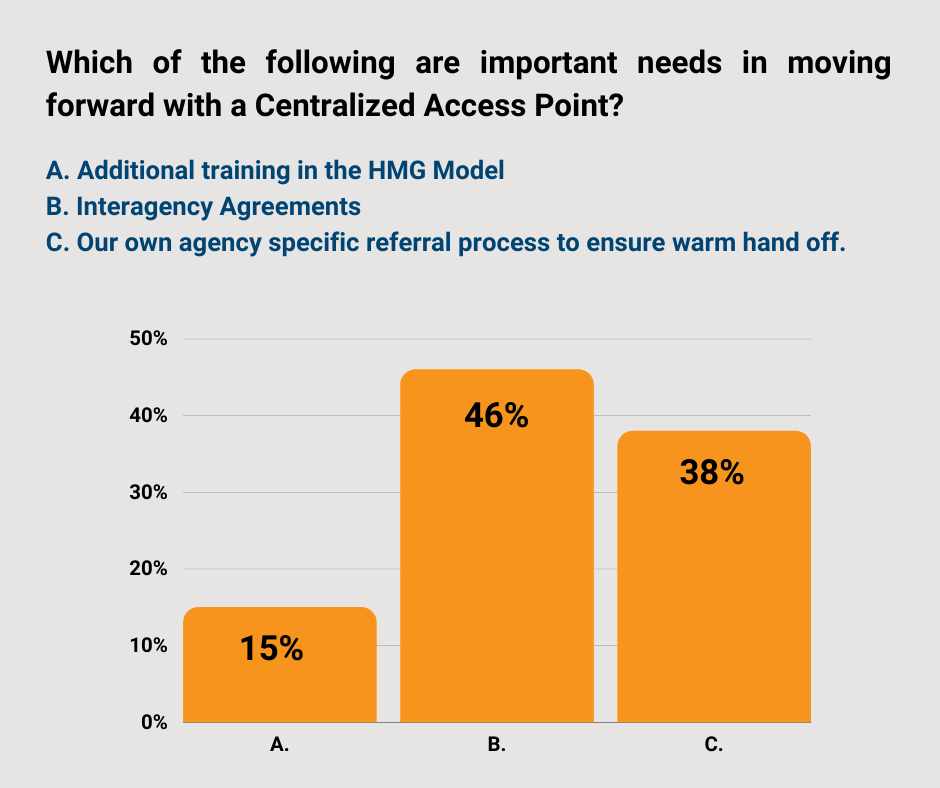 Which of the following are important needs in moving
forward with a Centralized Access Point?
A. Additional training in the HMG Model
B. Interagency Agreements
C. Our own agency specific referral process to ensure warm hand off.
50%
40%
30%
20%
10%
0%
15%
46%
38%
A.
B.
C.